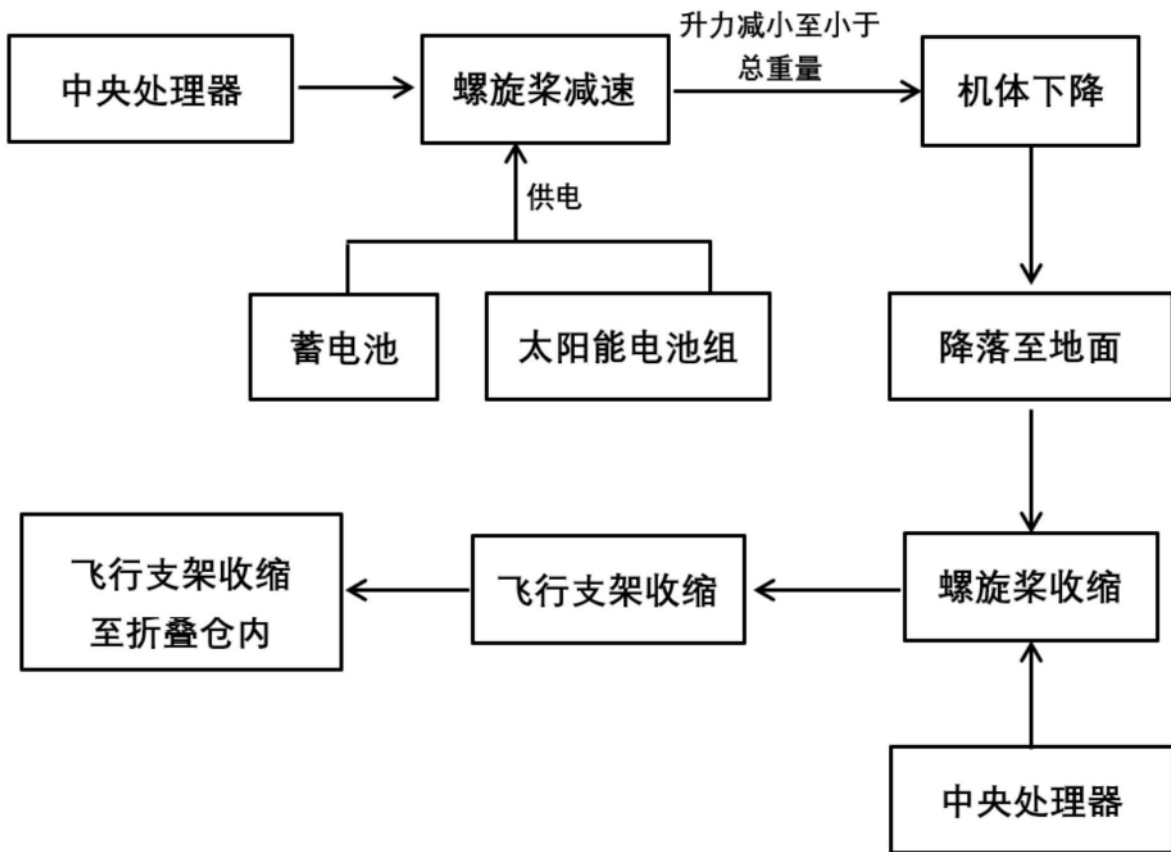 中央处理器
螺旋桨减速
升力减小至小于
总重量
机体下降
供电
蓄电池
太阳能电池组
降落至地面
飞行支架收缩
至折叠仓内
飞行支架收缩
螺旋桨收缩
中央处理器